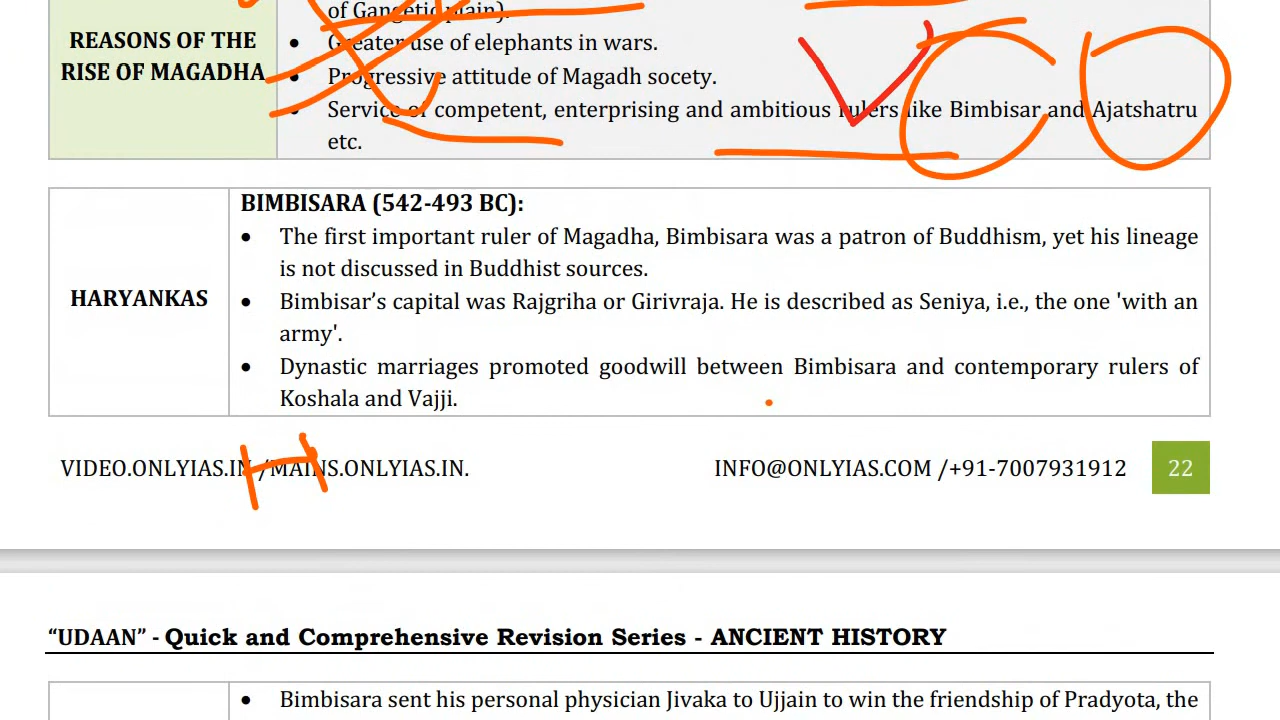 of Gangetic plain).
REASONS OF THE
RISE OF MAGADHA
• Greater use of elephants in wars.
• Progressive attitude of Magadh socety.
• Service of competent, enterprising and ambitious rulers like Bimbisar and Ajatshatru
etc.
HARYANKAS
BIMBISARA (542-493 BC):
• The first important ruler of Magadha, Bimbisara was a patron of Buddhism, yet his lineage
is not discussed in Buddhist sources.
• Bimbisar’s capital was Rajgriha or Girivraja. He is described as Seniya, i.e., the one 'with an
army'.
• Dynastic marriages promoted goodwill between Bimbisara and contemporary rulers of
Koshala and Vajji.
VIDEO.ONLYIAS.IN /MAINS.ONLYIAS.IN. INFO@ONLYIAS.COM /+91-7007931912 22
“UDAAN” - Quick and Comprehensive Revision Series - ANCIENT HISTORY
• Bimbisara sent his personal physician Jivaka to Ujjain to win the friendship of Pradyota, the